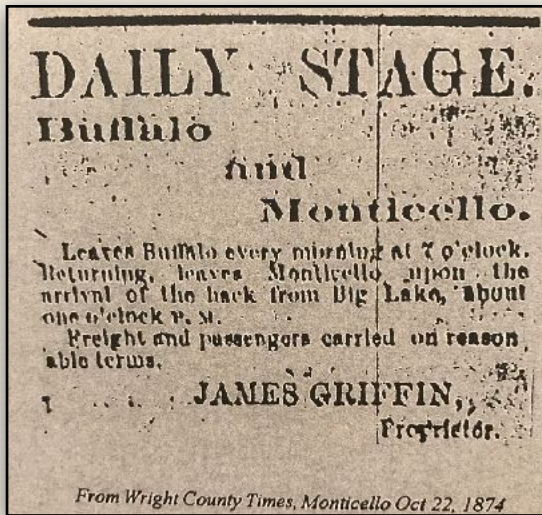 DAILY STAGE.
Buffalo
and
Monticello.
Leaves Buffalo every morning at 7 o'clock.
Returning, leaves Monticello upon the
arrival of the hack from Big Lake, about
one o'clock P. M.
Freight and passengers carried on reason
able terms.
JAMES GRIFFIN,
Proprietor.
From Wright County Times, Monticello Oct 22, 1874